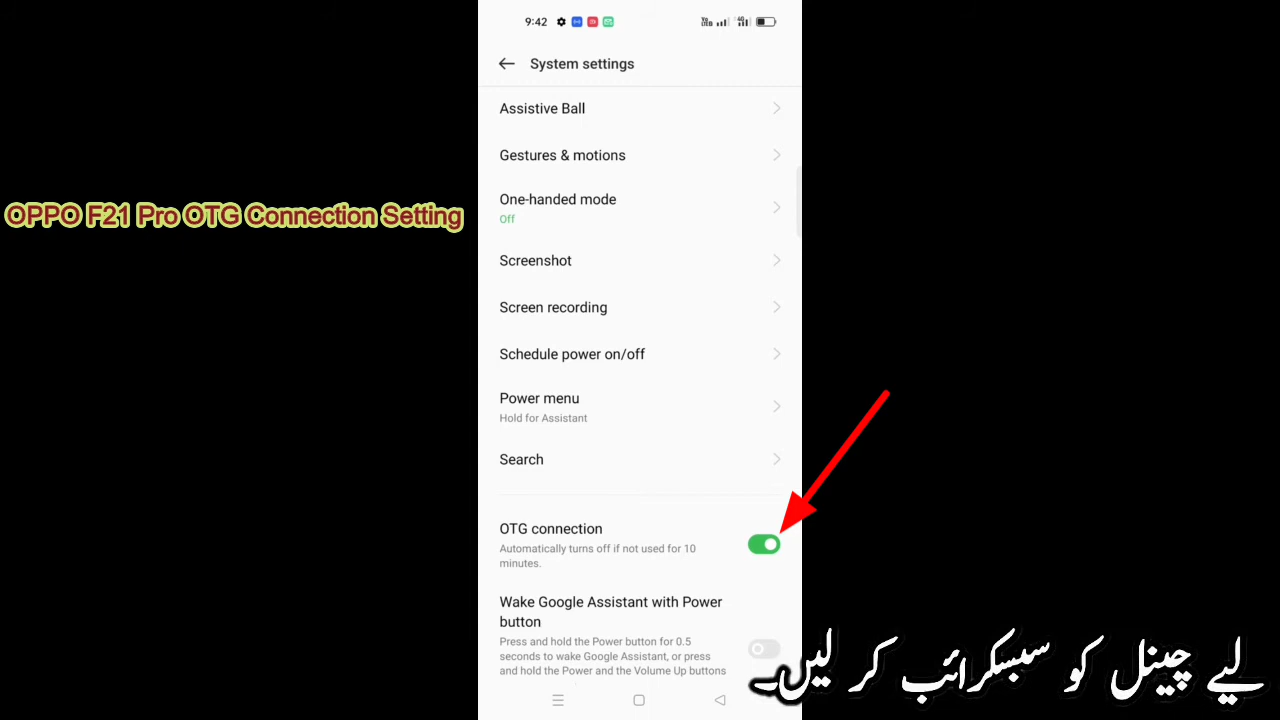 9:42
Vo LTE 4G
System settings
Assistive Ball
Gestures & motions
OPPO F21 Pro OTG Connection Setting
One-handed mode
Off
Screenshot
Screen recording
Schedule power on/off
Power menu
Hold for Assistant
Search
OTG connection
Automatically turns off if not used for 10
minutes.
Wake Google Assistant with Power
button
Press and hold the Power button for 0.5
seconds to wake Google Assistant, or press
and hold the Power and the Volume Up buttons
لیے چینل کو سبسکرائب کر لیں۔